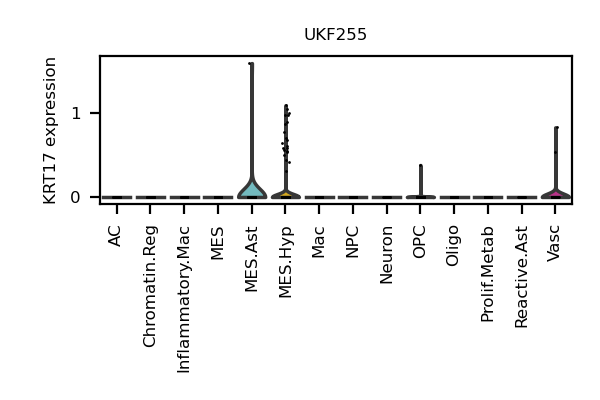 UKF255
KRT17 expression
1
0
AC
Chromatin.Reg
Inflammatory.Mac
MES
MES.Ast
MES.Hyp
Mac
NPC
Neuron
OPC
Oligo
Prolif.Metab
Reactive.Ast
Vasc